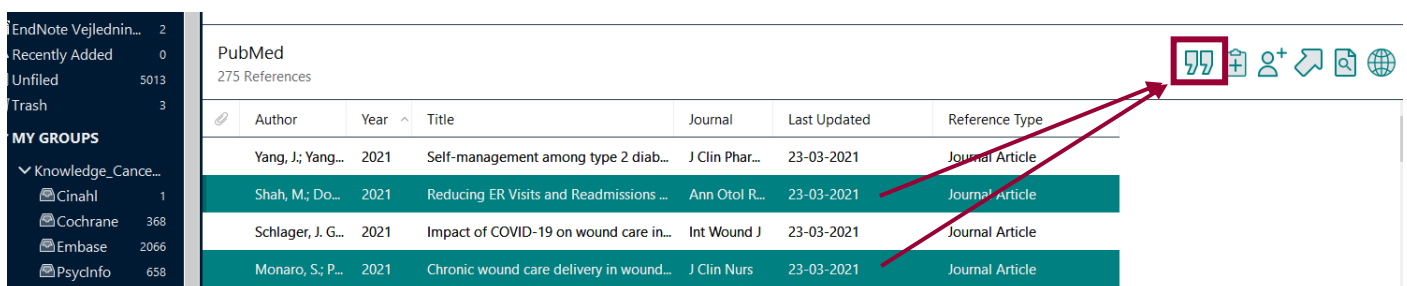 EndNote Vejlednin... 2
Recently Added 0
Unfiled 5013
Trash 3
MY GROUPS
Knowledge_Cance...
Cinahl 1
Cochrane 368
Embase 2066
PsycInfo 658
PubMed
275 References
Author Year Title Journal Last Updated Reference Type
Yang, J.; Yang... 2021 Self-management among type 2 diab... J Clin Phar... 23-03-2021 Journal Article
Shah, M.; Do... 2021 Reducing ER Visits and Readmissions ... Ann Otol R... 23-03-2021 Journal Article
Schlager, J. G... 2021 Impact of COVID-19 on wound care in... Int Wound J 23-03-2021 Journal Article
Monaro, S.; P... 2021 Chronic wound care delivery in wound... J Clin Nurs 23-03-2021 Journal Article